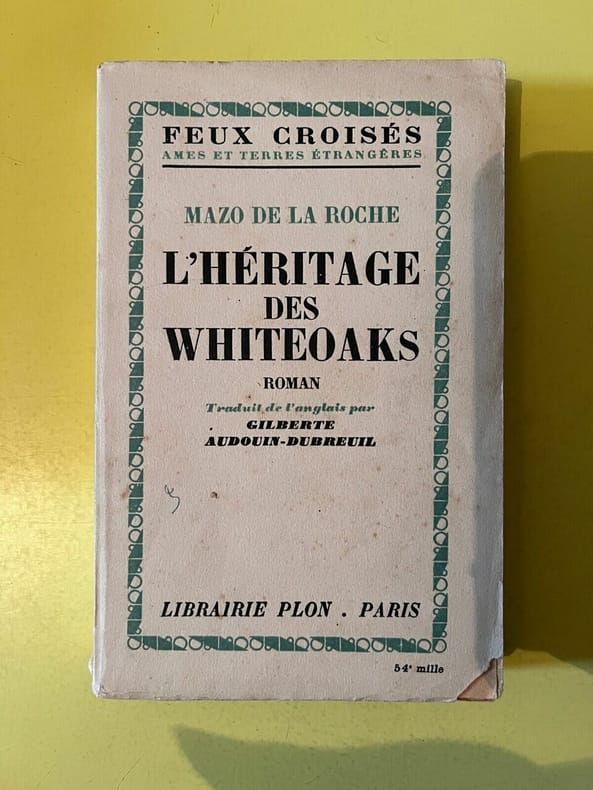 FEUX CROISÉS
AMES ET TERRES ÉTRANGÈRES
MAZO DE LA ROCHE
L'HÉRITAGE
DES
WHITEOAKS
ROMAN
Traduit de l'anglais par
GILBERTE
AUDOUIN-DUBREUIL
LIBRAIRIE PLON . PARIS
54e mille